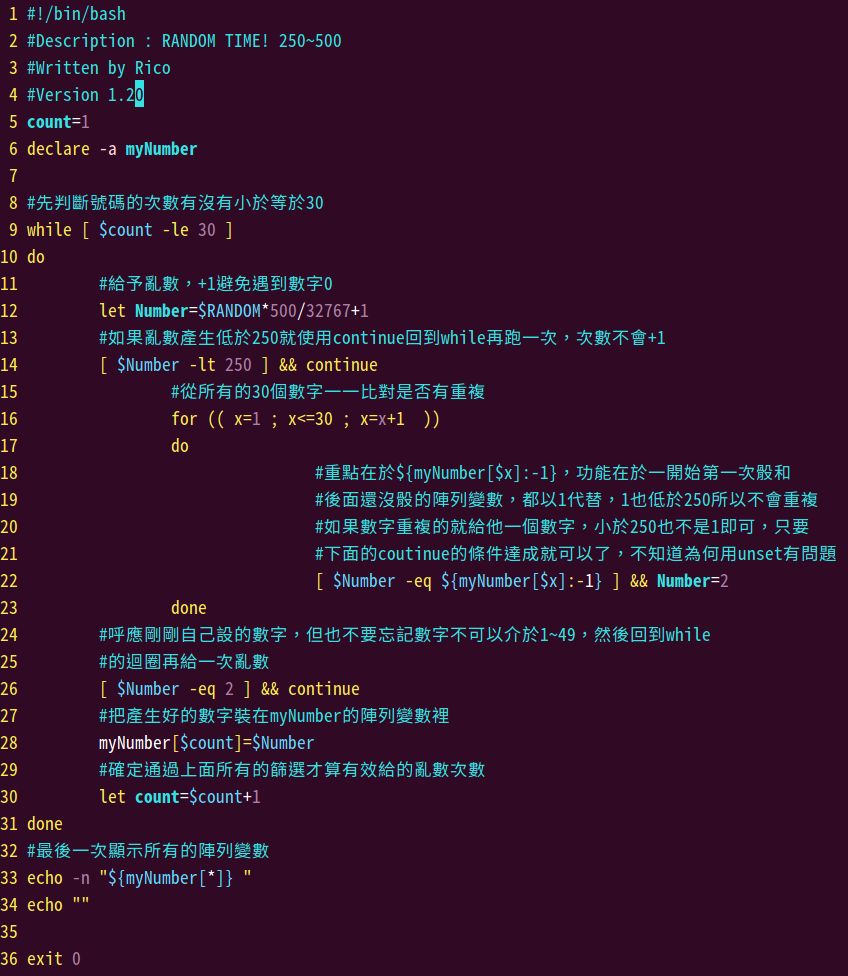 1 #!/bin/bash
2 #Description : RANDOM TIME! 250~500
3 #Written by Rico
4 #Version 1.20
5 count=1
6 declare -a myNumber
7
8 #先判斷號碼的次數有沒有小於等於30
9 while [ $count -le 30 ]
10 do
11         #給予亂數，+1避免遇到數字0
12         let Number=$RANDOM*500/32767+1
13         #如果亂數產生低於250就使用continue回到while再跑一次，次數不會+1
14         [ $Number -lt 250 ] && continue
15                 #從所有的30個數字一一比對是否有重複
16                 for (( x=1 ; x<=30 ; x=x+1  ))
17                 do
18                                 #重點在於${myNumber[$x]:-1}，功能在於一開始第一次骰和
19                                 #後面還沒骰的陣列變數，都以1代替，1也低於250所以不會重複
20                                 #如果數字重複的就給他一個數字，小於250也不是1即可，只要
21                                 #下面的coutinue的條件達成就可以了，不知道為何用unset有問題
22                                 [ $Number -eq ${myNumber[$x]:-1} ] && Number=2
23                 done
24         #呼應剛剛自己設的數字，但也不要忘記數字不可以介於1~49，然後回到while
25         #的迴圈再給一次亂數
26         [ $Number -eq 2 ] && continue
27         #把產生好的數字裝在myNumber的陣列變數裡
28         myNumber[$count]=$Number
29         #確定通過上面所有的篩選才算有效給的亂數次數
30         let count=$count+1
31 done
32 #最後一次顯示所有的陣列變數
33 echo -n "${myNumber[*]} "
34 echo ""
35
36 exit 0